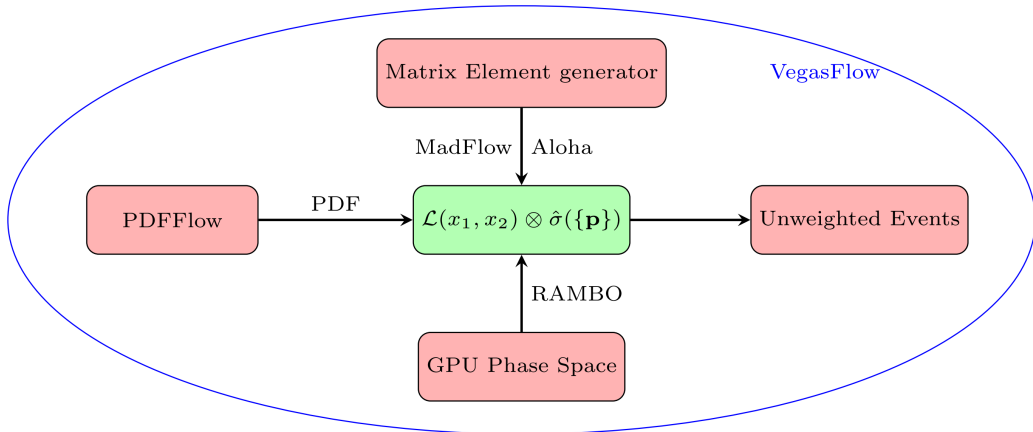 Matrix Element generator
VegasFlow
MadFlow
Aloha
PDFFlow
PDF
ℒ(x₁, x₂) ⊗ σ̂({𝐩})
Unweighted Events
RAMBO
GPU Phase Space